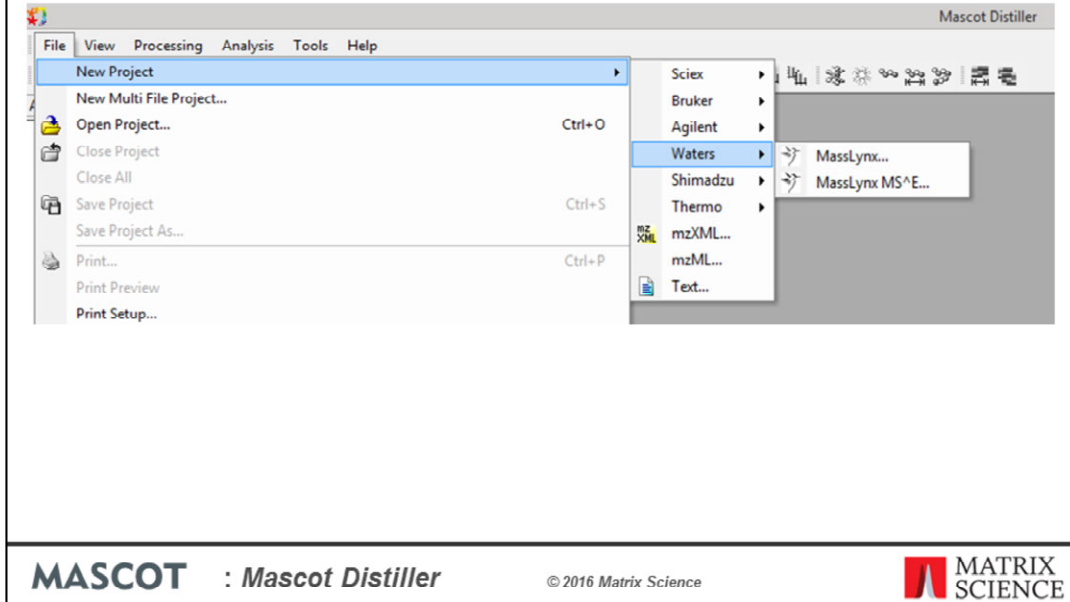 Mascot Distiller
File View Processing Analysis Tools Help
New Project
New Multi File Project...
Open Project... Ctrl+O
Close Project
Close All
Save Project Ctrl+S
Save Project As...
Print... Ctrl+P
Print Preview
Print Setup...
Sciex
Bruker
Agilent
Waters
Shimadzu
Thermo
mz XML mzXML...
mzML...
Text...
MassLynx...
MassLynx MS^E...
MASCOT : Mascot Distiller © 2016 Matrix Science
MATRIX
SCIENCE